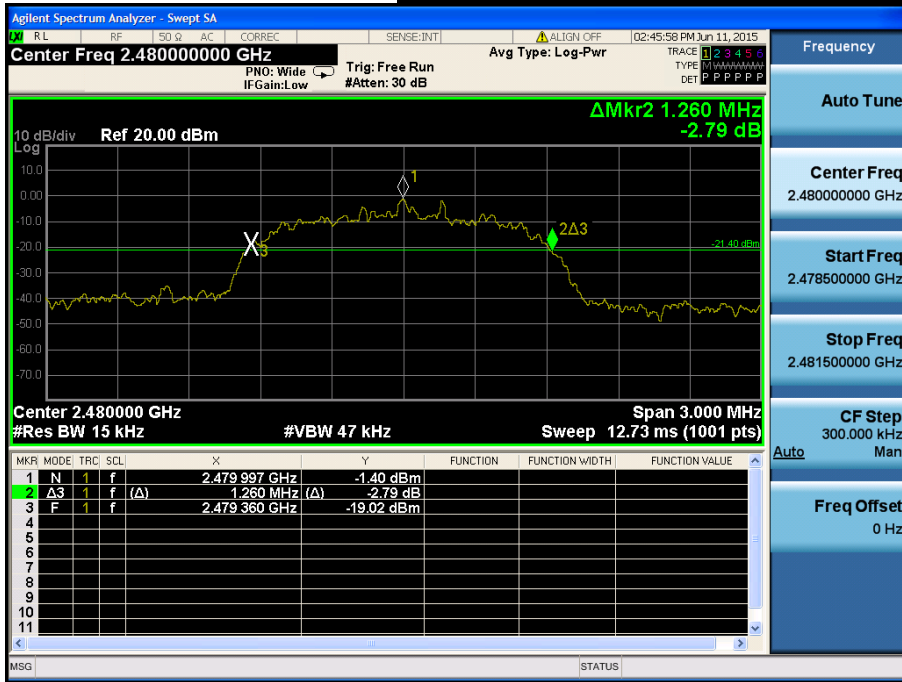 Agilent Spectrum Analyzer - Swept SA
LXI RL RF 50 Ω AC CORREC SENSE:INT ALIGN OFF 02:45:58 PM Jun 11, 2015
Center Freq 2.480000000 GHz
PNO: Wide
IFGain:Low
Trig: Free Run
#Atten: 30 dB
Avg Type: Log-Pwr
TRACE 1 2 3 4 5 6
TYPE M
DET P P P P P P
ΔMkr2 1.260 MHz
-2.79 dB
10 dB/div Ref 20.00 dBm
Log
10.0
0.00
-10.0
-20.0
-30.0
-40.0
-50.0
-60.0
-70.0
1
2Δ3
3
-21.40 dBm
Center 2.480000 GHz Span 3.000 MHz
#Res BW 15 kHz #VBW 47 kHz Sweep 12.73 ms (1001 pts)
MKR MODE TRC SCL X Y FUNCTION FUNCTION WIDTH FUNCTION VALUE
1 N 1 f 2.479 997 GHz -1.40 dBm
2 Δ3 1 f (Δ) 1.260 MHz (Δ) -2.79 dB
3 F 1 f 2.479 360 GHz -19.02 dBm
4
5
6
7
8
9
10
11
MSG STATUS
Frequency
Auto Tune
Center Freq
2.480000000 GHz
Start Freq
2.478500000 GHz
Stop Freq
2.481500000 GHz
CF Step
300.000 kHz
Auto Man
Freq Offset
0 Hz